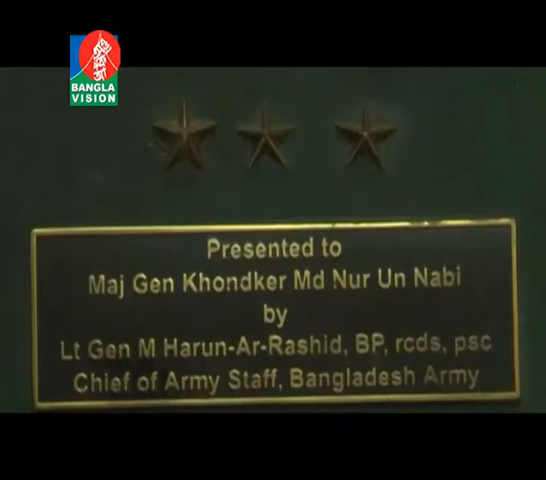 BANGLA
VISION
Presented to
Maj Gen Khondker Md Nur Un Nabi
by
Lt Gen M Harun-Ar-Rashid, BP, rcds, psc
Chief of Army Staff, Bangladesh Army